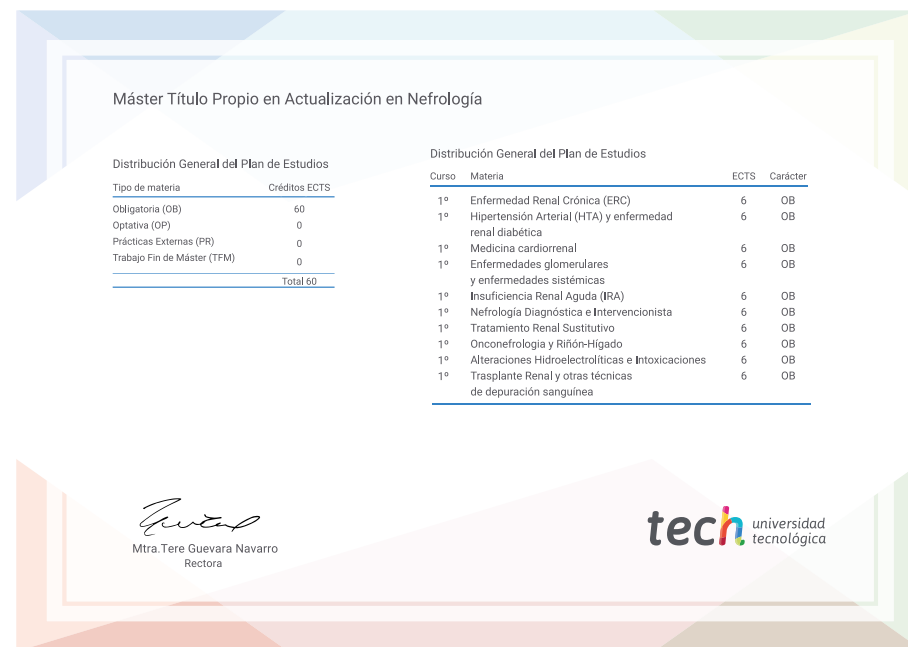 Máster Título Propio en Actualización en Nefrología
Distribución General del Plan de Estudios
Tipo de materia Créditos ECTS
Obligatoria (OB) 60
Optativa (OP) 0
Prácticas Externas (PR) 0
Trabajo Fin de Máster (TFM) 0
Total 60
Distribución General del Plan de Estudios
Curso Materia ECTS Carácter
1º Enfermedad Renal Crónica (ERC) 6 OB
1º Hipertensión Arterial (HTA) y enfermedad 6 OB
renal diabética
1º Medicina cardiorrenal 6 OB
1º Enfermedades glomerulares 6 OB
y enfermedades sistémicas
1º Insuficiencia Renal Aguda (IRA) 6 OB
1º Nefrología Diagnóstica e Intervencionista 6 OB
1º Tratamiento Renal Sustitutivo 6 OB
1º Onconefrologia y Riñón-Hígado 6 OB
1º Alteraciones Hidroelectrolíticas e Intoxicaciones 6 OB
1º Trasplante Renal y otras técnicas 6 OB
de depuración sanguínea
Mtra.Tere Guevara Navarro
Rectora
tech universidad
tecnológica